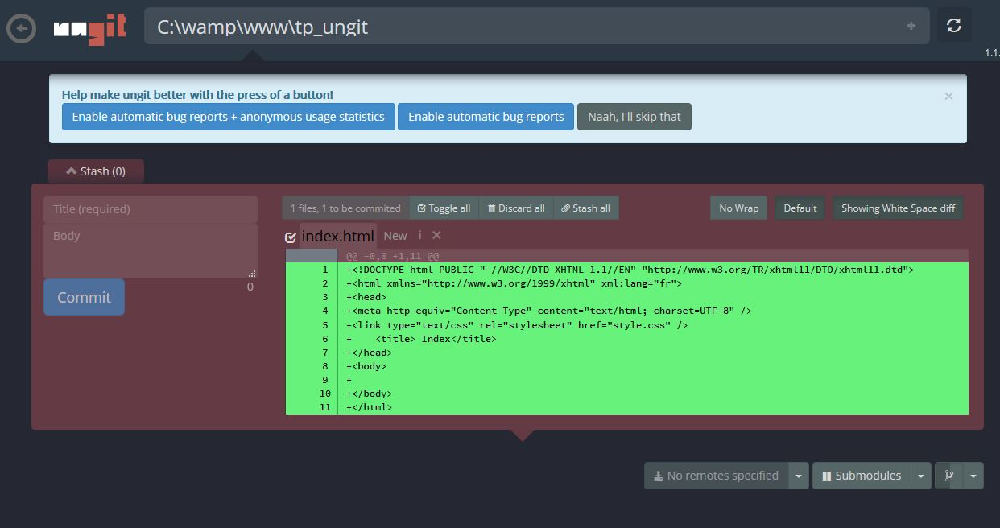 ungit
C:\wamp\www\tp_ungit
+
1.1.
Help make ungit better with the press of a button!
×
Enable automatic bug reports + anonymous usage statistics
Enable automatic bug reports
Naah, I'll skip that
Stash (0)
Title (required)
Body
0
Commit
1 files, 1 to be commited
Toggle all
Discard all
Stash all
No Wrap
Default
Showing White Space diff
index.html New i ×
@@ -0,0 +1,11 @@
1 +<!DOCTYPE html PUBLIC "-//W3C//DTD XHTML 1.1//EN" "http://www.w3.org/TR/xhtml11/DTD/xhtml11.dtd">
2 +<html xmlns="http://www.w3.org/1999/xhtml" xml:lang="fr">
3 +<head>
4 +<meta http-equiv="Content-Type" content="text/html; charset=UTF-8" />
5 +<link type="text/css" rel="stylesheet" href="style.css" />
6 +    <title> Index</title>
7 +</head>
8 +<body>
9 +
10 +</body>
11 +</html>
No remotes specified
Submodules